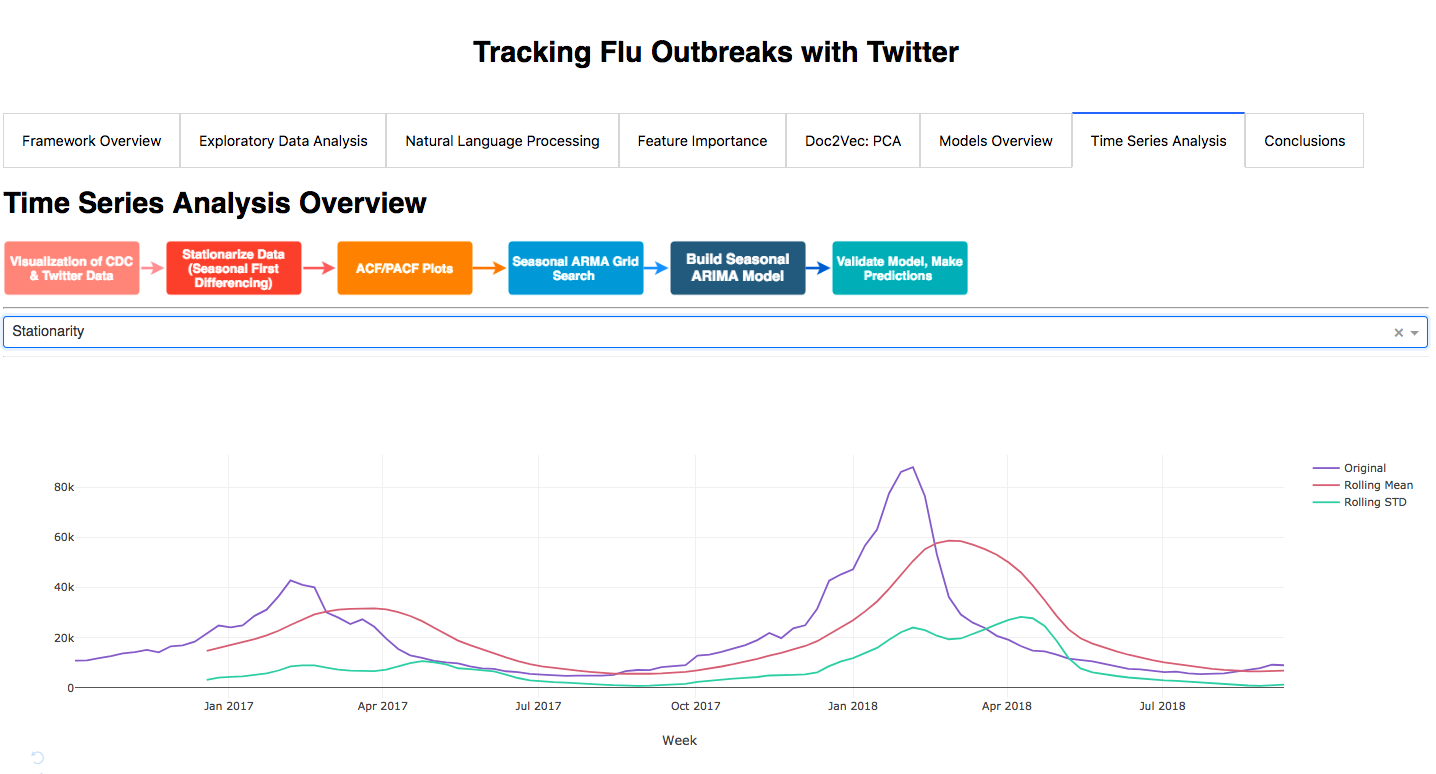 Tracking Flu Outbreaks with Twitter
Framework Overview
Exploratory Data Analysis
Natural Language Processing
Feature Importance
Doc2Vec: PCA
Models Overview
Time Series Analysis
Conclusions
Time Series Analysis Overview
Visualization of CDC
& Twitter Data
Stationarize Data
(Seasonal First
Differencing)
ACF/PACF Plots
Seasonal ARMA Grid
Search
Build Seasonal
ARIMA Model
Validate Model, Make
Predictions
Stationarity
Original
Rolling Mean
Rolling STD
80k
60k
40k
20k
0
Jan 2017
Apr 2017
Jul 2017
Oct 2017
Jan 2018
Apr 2018
Jul 2018
Week